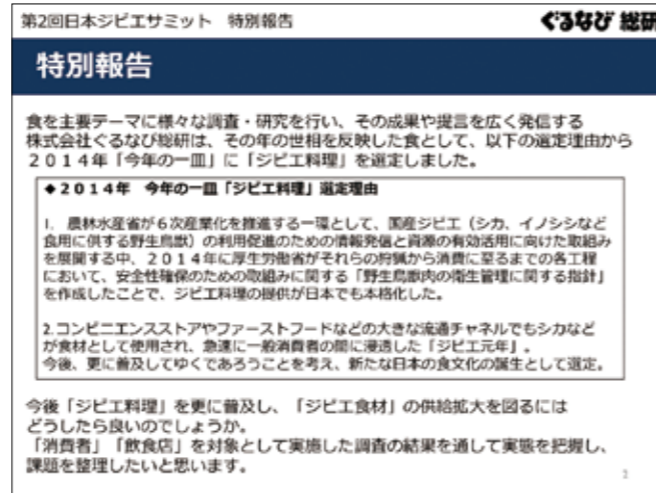 第2回日本ジビエサミット　特別報告
ぐるなび 総研
特別報告
食を主要テーマに様々な調査・研究を行い、その成果や提言を広く発信する
株式会社ぐるなび総研は、その年の世相を反映した食として、以下の選定理由から
２０１４年「今年の一皿」に「ジビエ料理」を選定しました。
◆２０１４年　今年の一皿「ジビエ料理」選定理由
1.　農林水産省が６次産業化を推進する一環として、国産ジビエ（シカ、イノシシなど
食用に供する野生鳥獣）の利用促進のための情報発信と資源の有効活用に向けた取組み
を展開する中、２０１４年に厚生労働省がそれらの狩猟から消費に至るまでの各工程
において、安全性確保のための取組みに関する「野生鳥獣肉の衛生管理に関する指針」
を作成したことで、ジビエ料理の提供が日本でも本格化した。
2.コンビニエンスストアやファーストフードなどの大きな流通チャネルでもシカなど
が食材として使用され、急速に一般消費者の間に浸透した「ジビエ元年」。
今後、更に普及してゆくであろうことを考え、新たな日本の食文化の誕生として選定。
今後「ジビエ料理」を更に普及し、「ジビエ食材」の供給拡大を図るには
どうしたら良いのでしょうか。
「消費者」「飲食店」を対象として実施した調査の結果を通して実態を把握し、
課題を整理したいと思います。
2